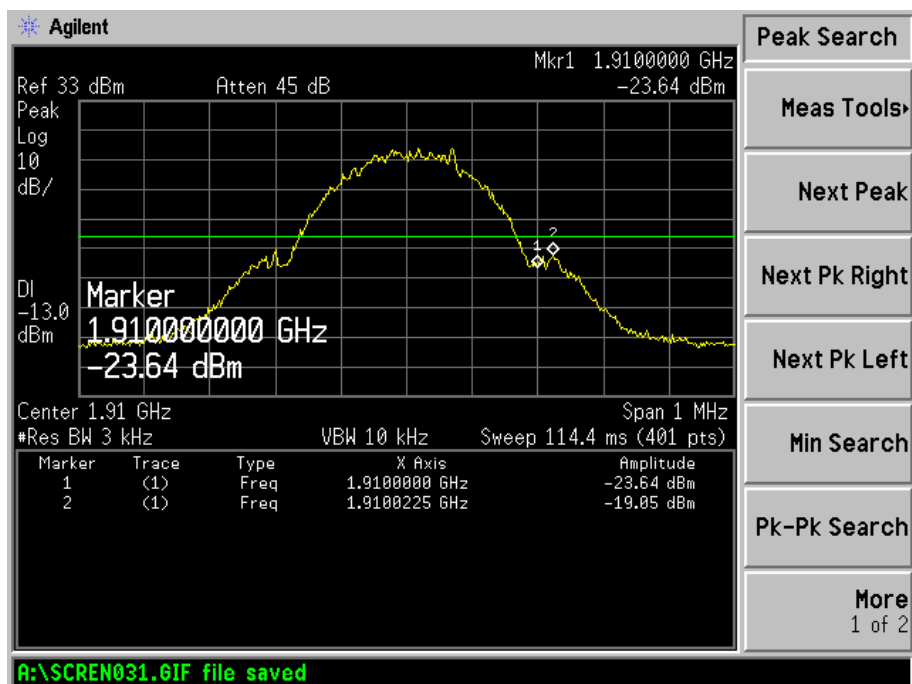 Agilent
Mkr1 1.9100000 GHz
Ref 33 dBm Atten 45 dB -23.64 dBm
Peak
Log
10
dB/
1 2
DI
-13.0
dBm
Marker
1.910000000 GHz
-23.64 dBm
Center 1.91 GHz Span 1 MHz
#Res BW 3 kHz VBW 10 kHz Sweep 114.4 ms (401 pts)
Marker Trace Type X Axis Amplitude
1 (1) Freq 1.9100000 GHz -23.64 dBm
2 (1) Freq 1.9100225 GHz -19.05 dBm
A:\SCREN031.GIF file saved
Peak Search
Meas Tools
Next Peak
Next Pk Right
Next Pk Left
Min Search
Pk-Pk Search
More
1 of 2